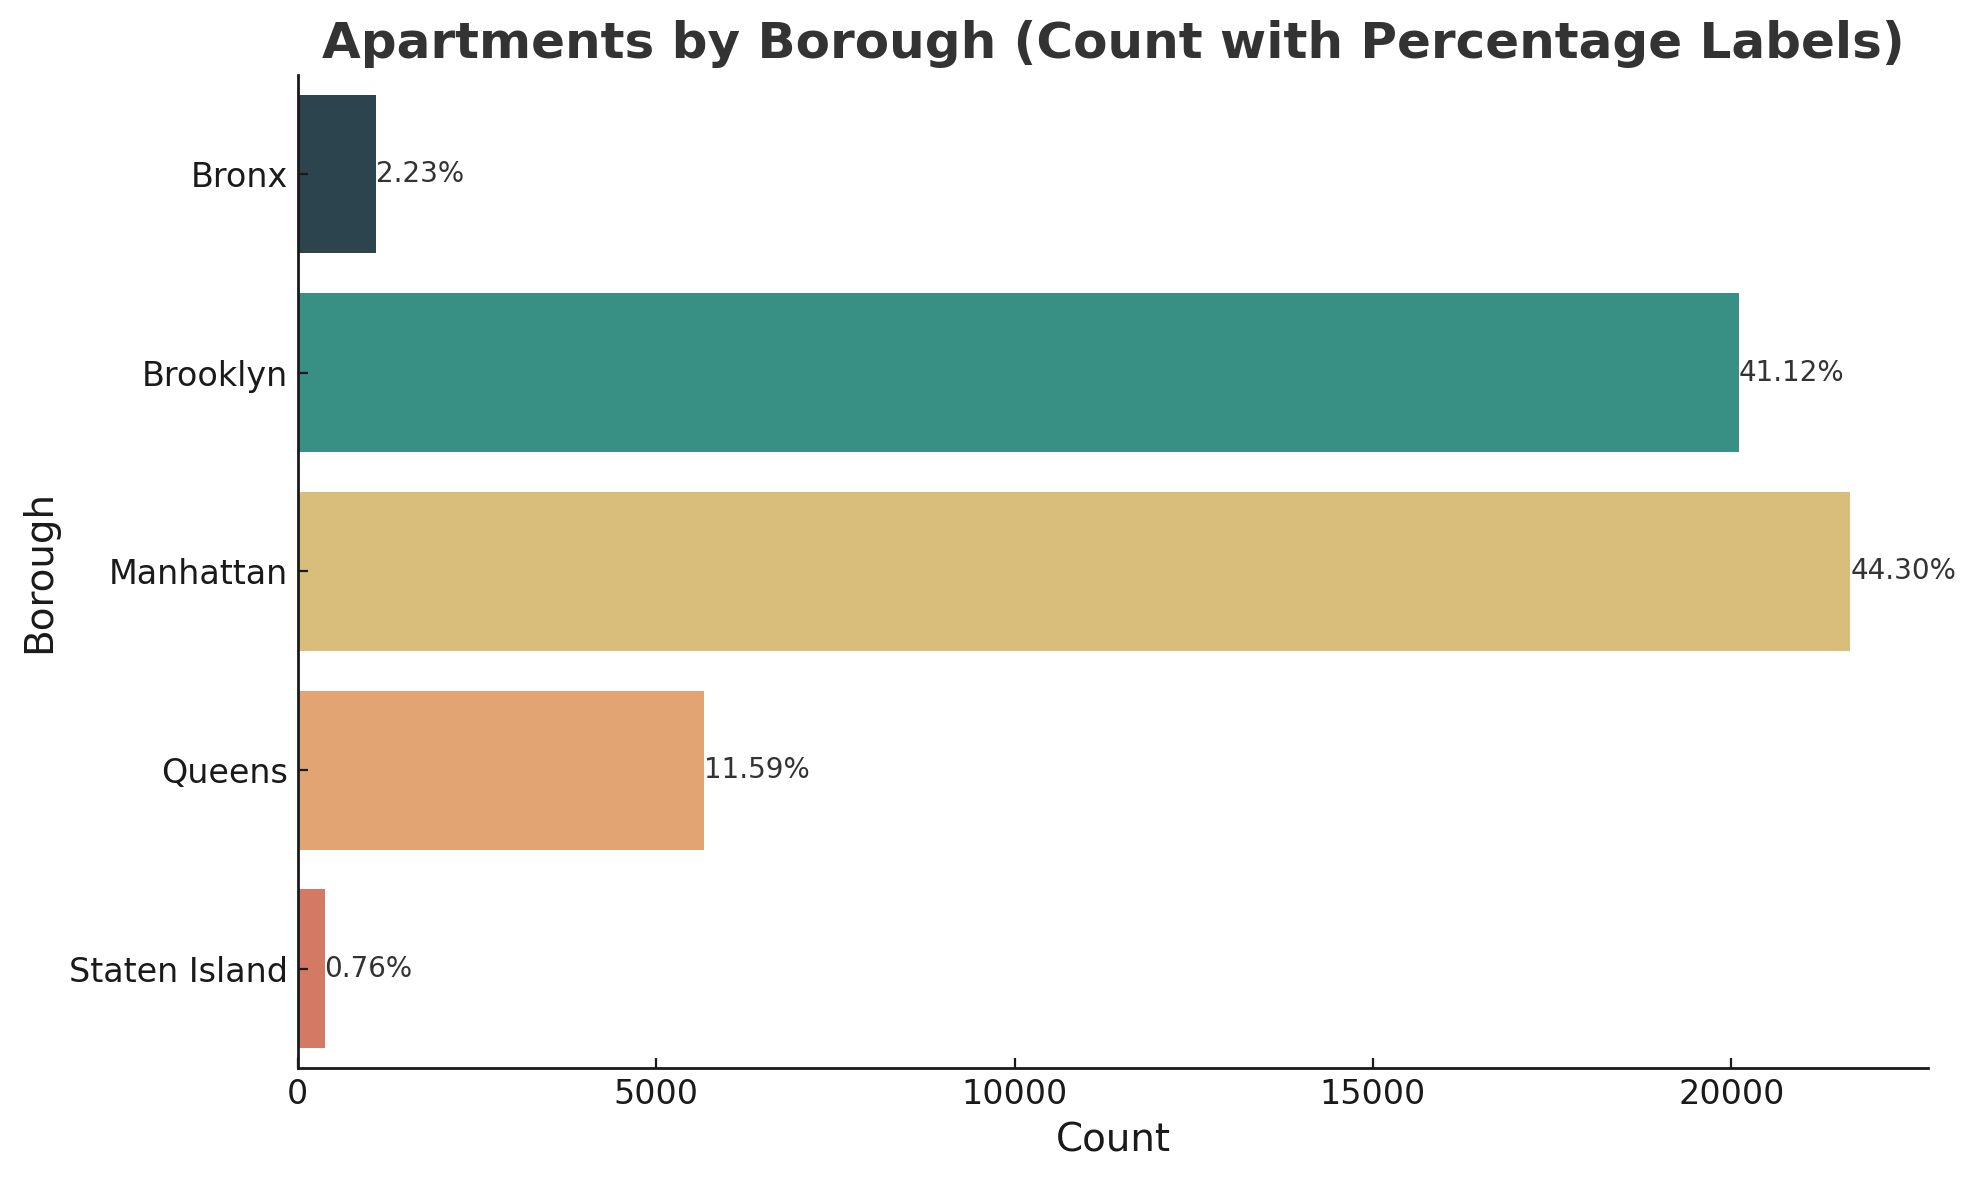 Apartments by Borough (Count with Percentage Labels)
Bronx
2.23%
Brooklyn
41.12%
Manhattan
44.30%
Queens
11.59%
Staten Island
0.76%
Borough
0 5000 10000 15000 20000
Count